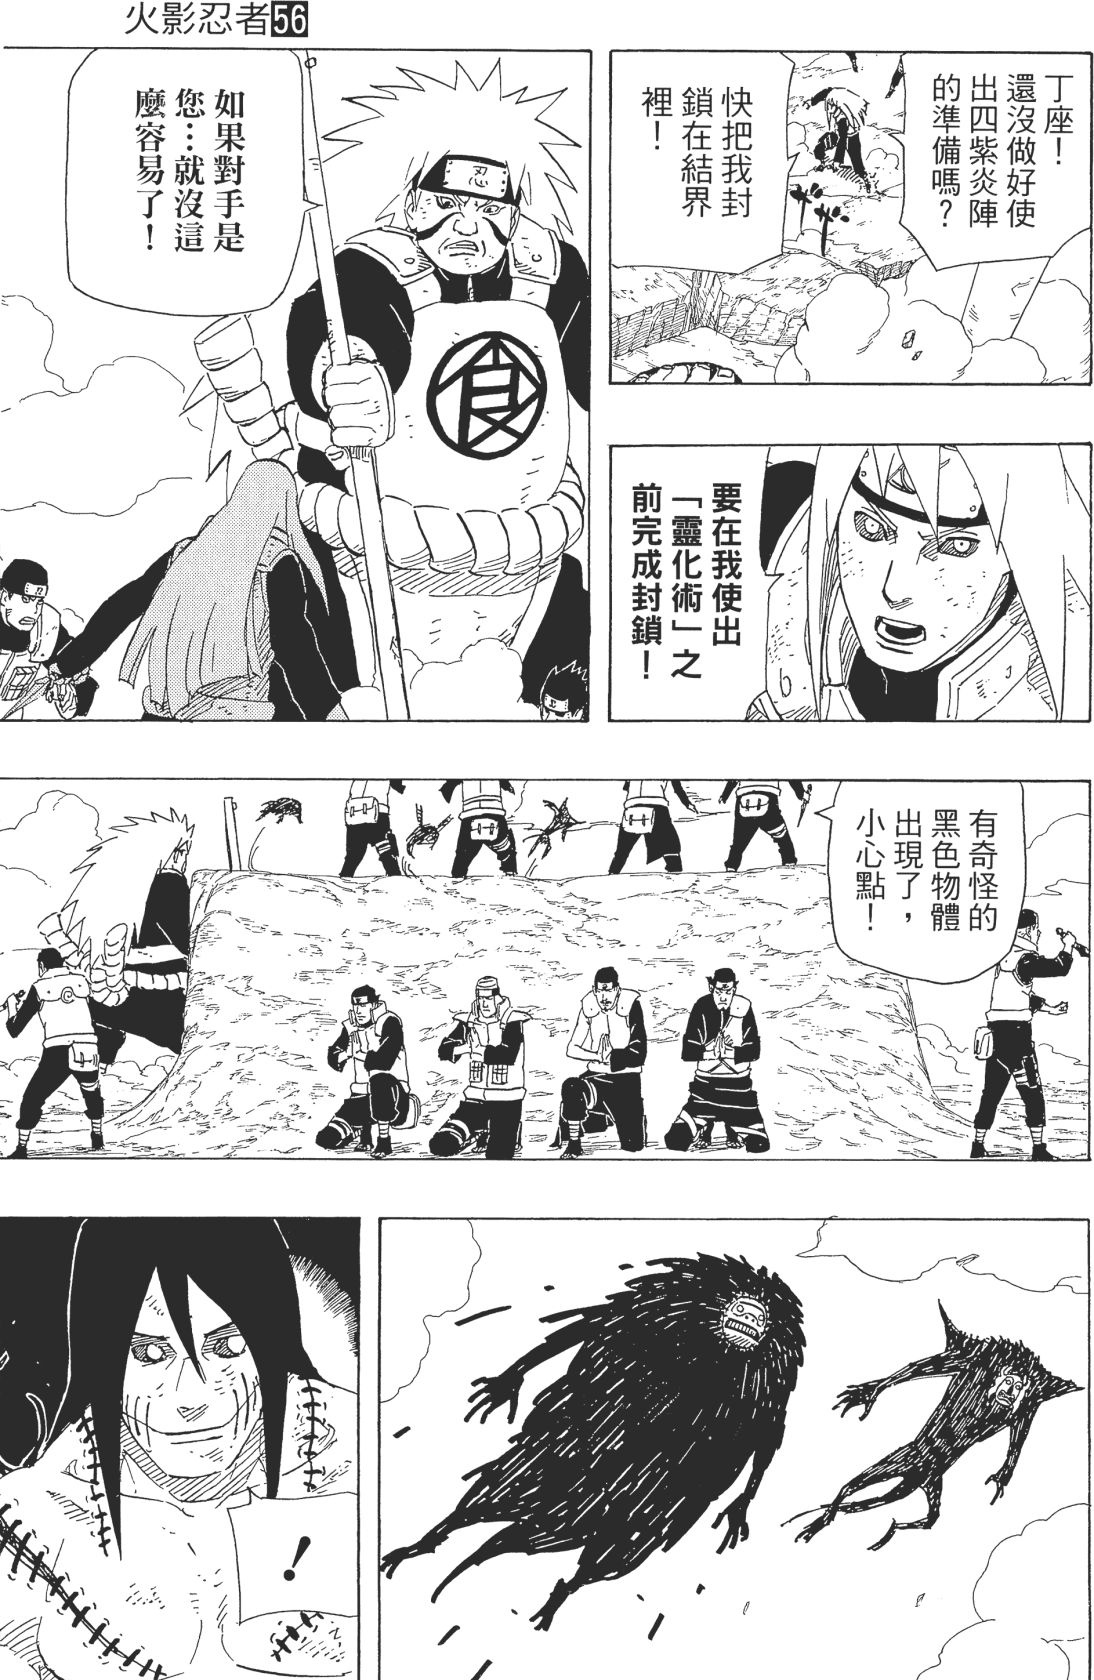 火影忍者56
丁座！
還沒做好使
出四紫炎陣
的準備嗎？
快把我封
鎖在結界
裡！
要在我使出
「靈化術」之
前完成封鎖！
如果對手是
您…就沒這
麼容易了！
忍
食
有奇怪的
黑色物體
出現了，
小心點！
！